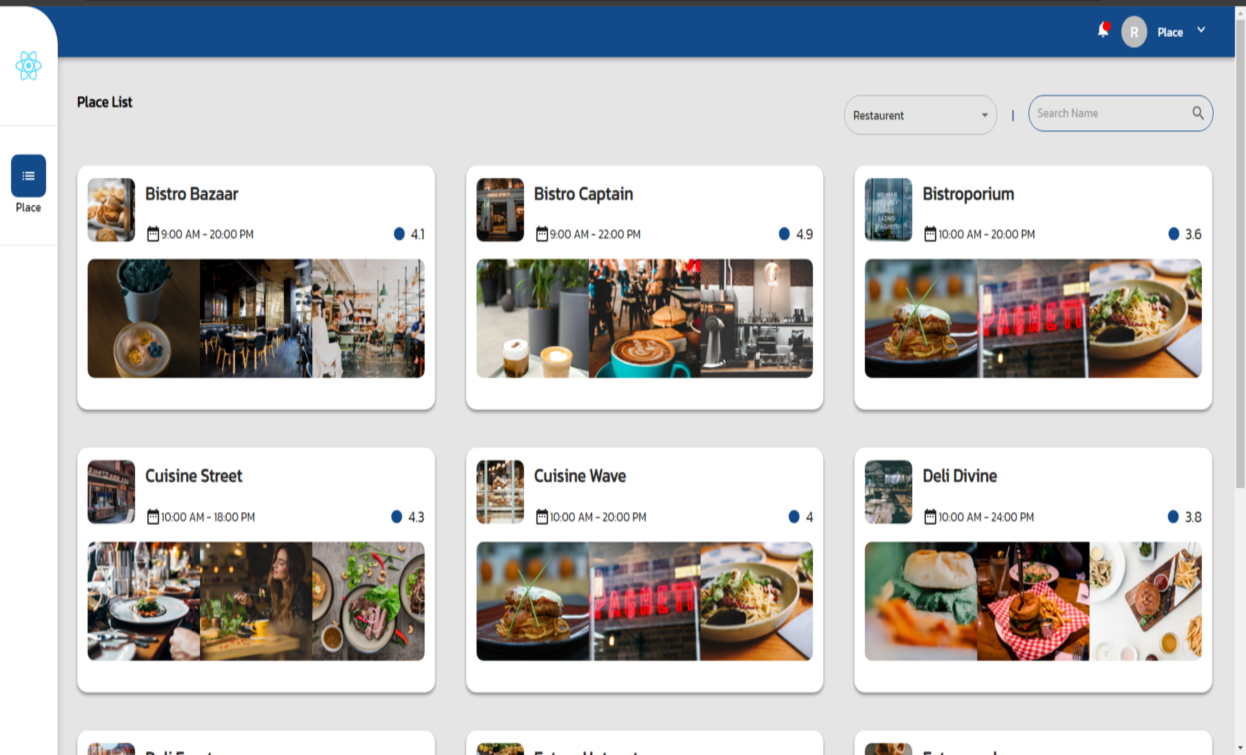 R Place
Place List
Restaurent | Search Name
Place
Bistro Bazaar
9:00 AM - 20:00 PM 4.1
Bistro Captain
9:00 AM - 22:00 PM 4.9
Bistroporium
10:00 AM - 20:00 PM 3.6
PAGHETT
Cuisine Street
10:00 AM - 18:00 PM 4.3
Cuisine Wave
10:00 AM - 20:00 PM 4
PAGHETT
Deli Divine
10:00 AM - 24:00 PM 3.8